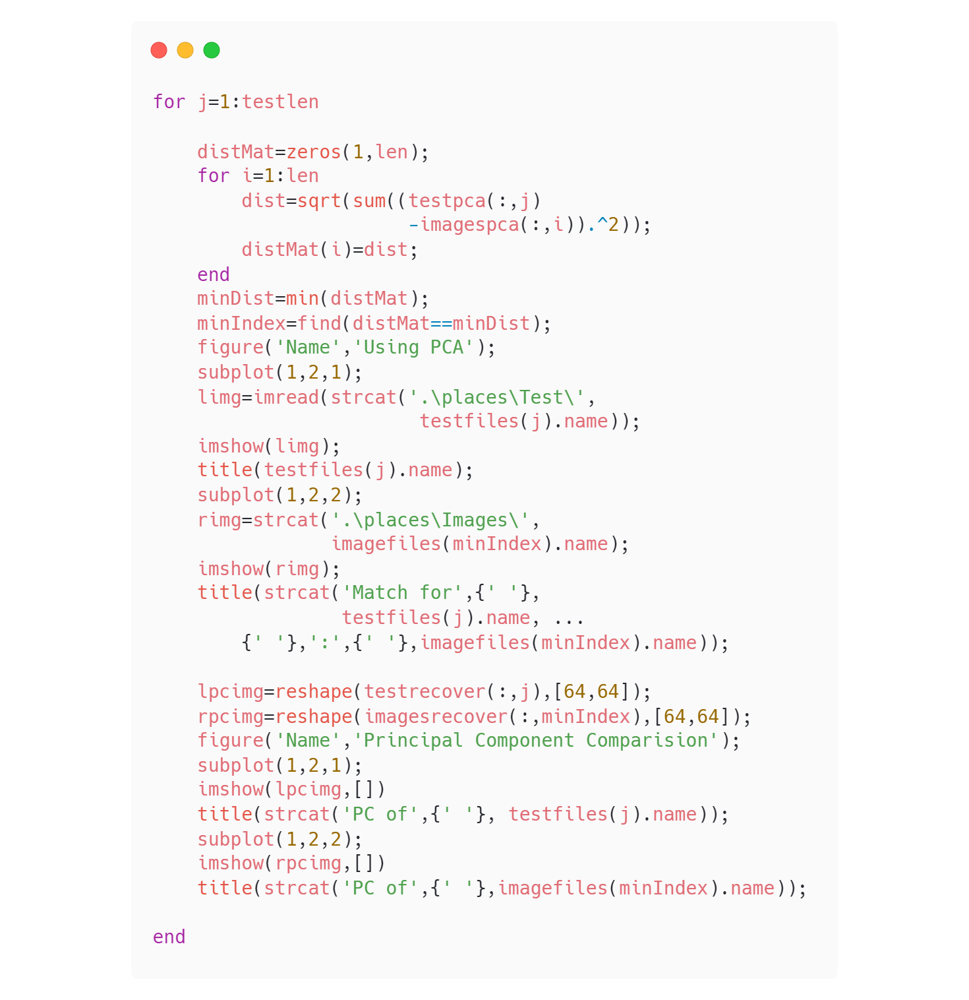 for j=1:testlen

    distMat=zeros(1,len);
    for i=1:len
        dist=sqrt(sum((testpca(:,j)
                       -imagespca(:,i)).^2));
        distMat(i)=dist;
    end
    minDist=min(distMat);
    minIndex=find(distMat==minDist);
    figure('Name','Using PCA');
    subplot(1,2,1);
    limg=imread(strcat('.\places\Test\',
                        testfiles(j).name));
    imshow(limg);
    title(testfiles(j).name);
    subplot(1,2,2);
    rimg=strcat('.\places\Images\',
                imagefiles(minIndex).name);
    imshow(rimg);
    title(strcat('Match for',{' '},
                 testfiles(j).name, ...
        {' '},':',{' '},imagefiles(minIndex).name));

    lpcimg=reshape(testrecover(:,j),[64,64]);
    rpcimg=reshape(imagesrecover(:,minIndex),[64,64]);
    figure('Name','Principal Component Comparision');
    subplot(1,2,1);
    imshow(lpcimg,[])
    title(strcat('PC of',{' '}, testfiles(j).name));
    subplot(1,2,2);
    imshow(rpcimg,[])
    title(strcat('PC of',{' '},imagefiles(minIndex).name));

end